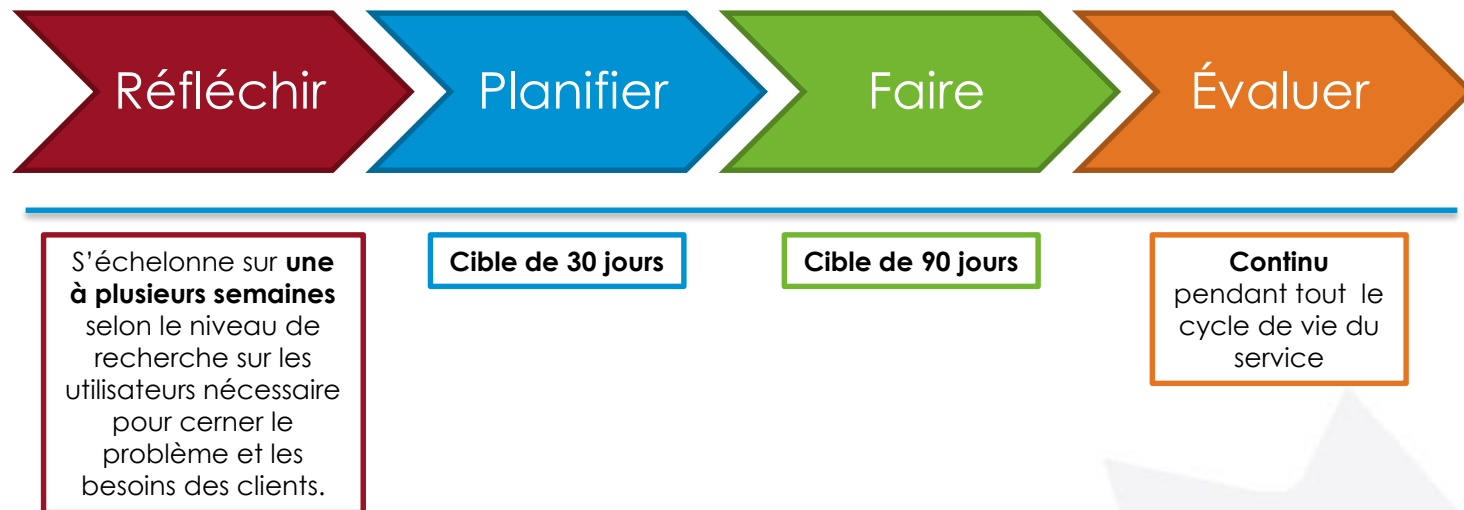 Réfléchir
Planifier
Faire
Évaluer
S'échelonne sur une
à plusieurs semaines
selon le niveau de
recherche sur les
utilisateurs nécessaire
pour cerner le
problème et les
besoins des clients.
Cible de 30 jours
Cible de 90 jours
Continu
pendant tout le
cycle de vie du
service